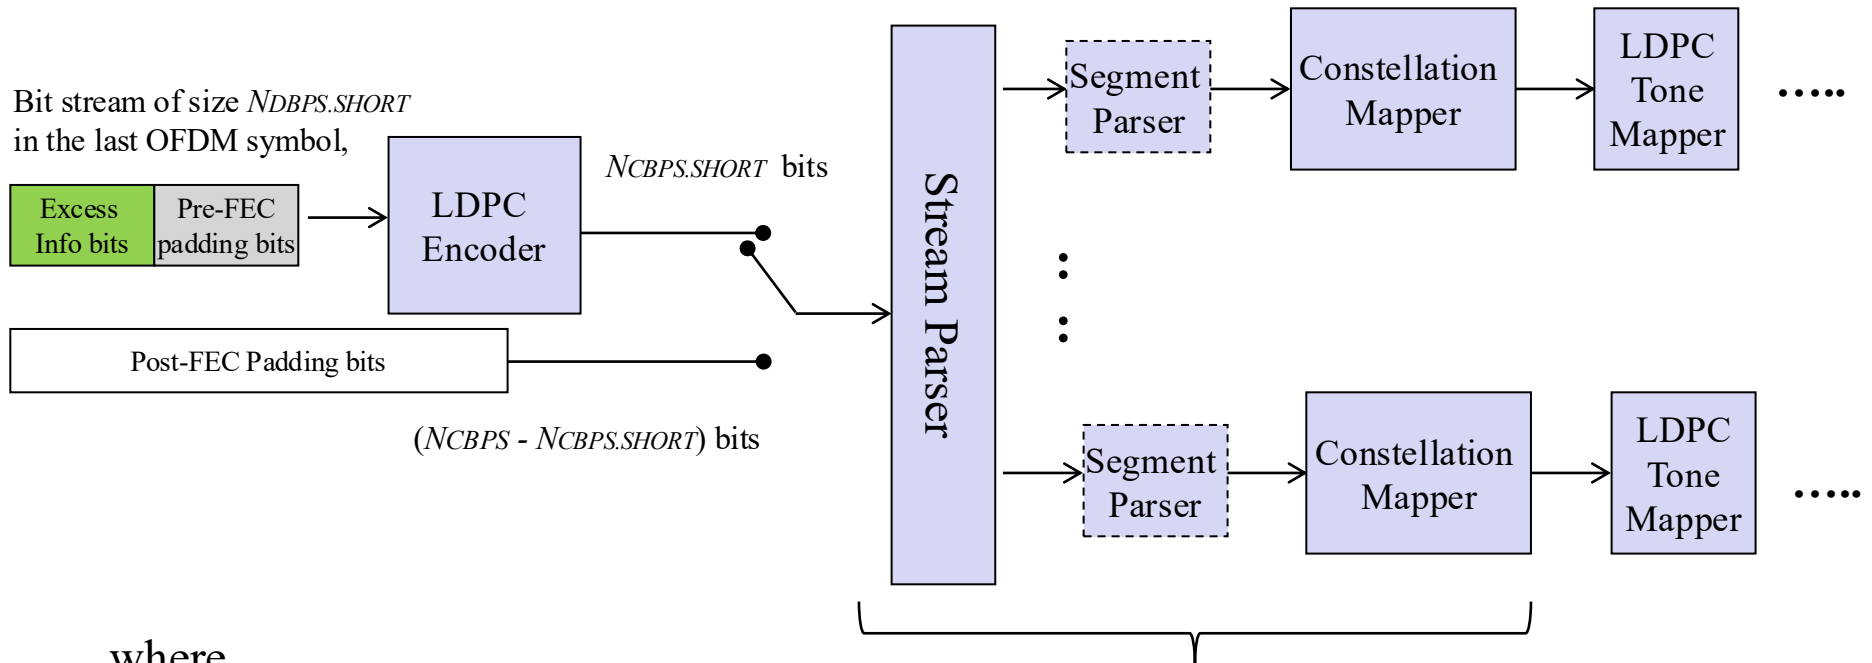 Bit stream of size NDBPS.SHORT
in the last OFDM symbol,
Excess
Info bits
Pre-FEC
padding bits
LDPC
Encoder
NCBPS.SHORT bits
Post-FEC Padding bits
(NCBPS - NCBPS.SHORT) bits
Stream Parser
Segment
Parser
Constellation
Mapper
LDPC
Tone
Mapper
.....
Segment
Parser
Constellation
Mapper
LDPC
Tone
Mapper
.....
where